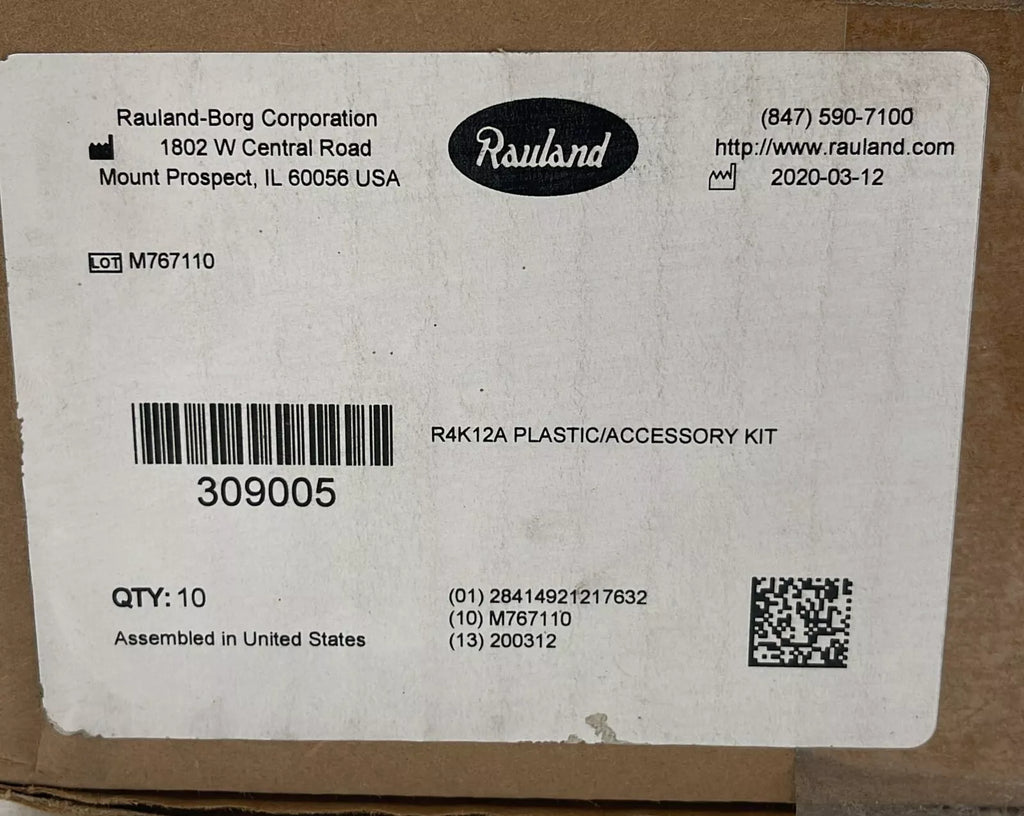 Rauland-Borg Corporation
1802 W Central Road
Mount Prospect, IL 60056 USA
Rauland
(847) 590-7100
http://www.rauland.com
2020-03-12
LOT M767110
309005
R4K12A PLASTIC/ACCESSORY KIT
QTY: 10
Assembled in United States
(01) 28414921217632
(10) M767110
(13) 200312